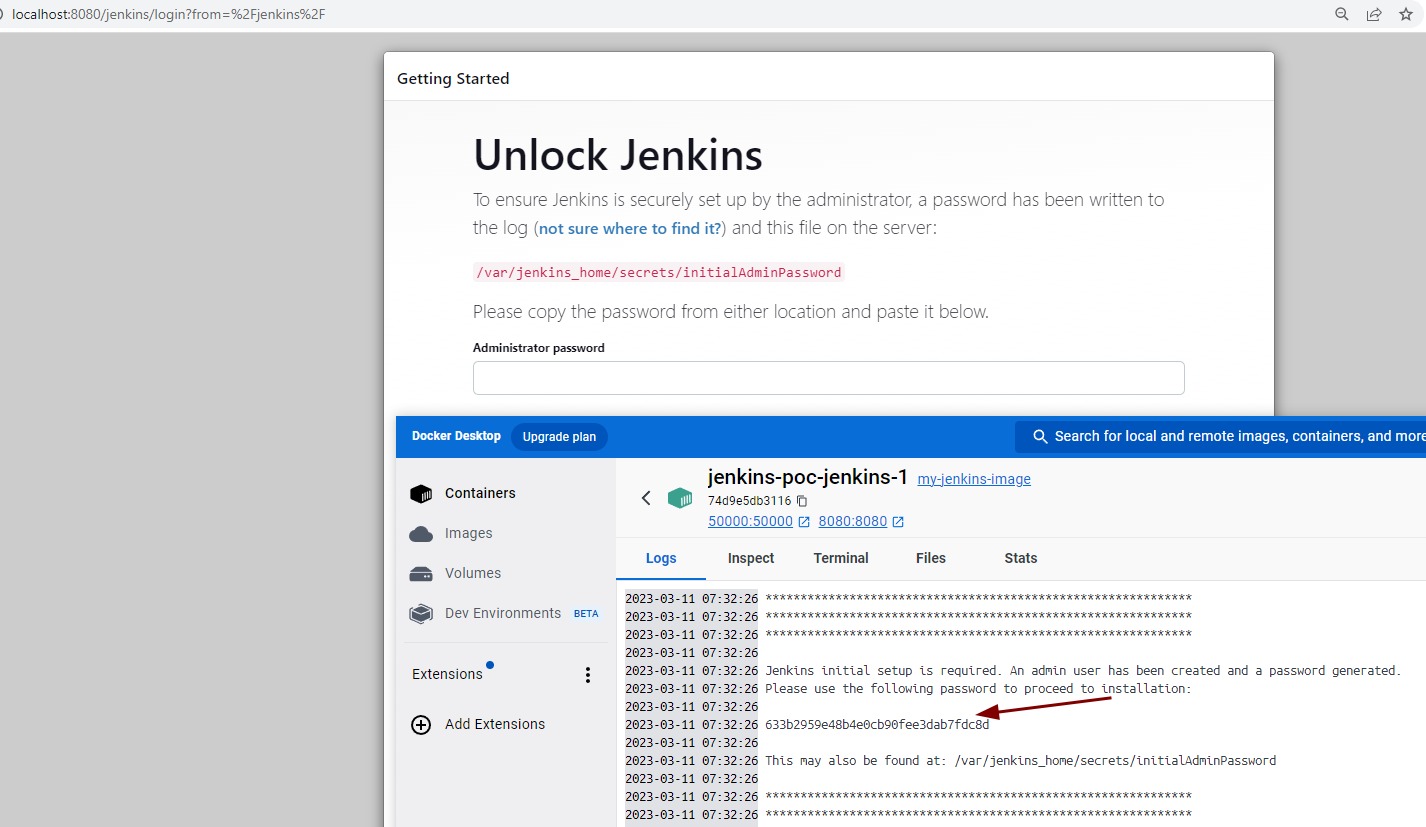 localhost:8080/jenkins/login?from=%2Fjenkins%2F
Getting Started
Unlock Jenkins
To ensure Jenkins is securely set up by the administrator, a password has been written to
the log (not sure where to find it?) and this file on the server:
/var/jenkins_home/secrets/initialAdminPassword
Please copy the password from either location and paste it below.
Administrator password
Docker Desktop
Upgrade plan
Search for local and remote images, containers, and more
Containers
Images
Volumes
Dev Environments BETA
Extensions
Add Extensions
jenkins-poc-jenkins-1 my-jenkins-image
74d9e5db3116
50000:50000 8080:8080
Logs Inspect Terminal Files Stats
2023-03-11 07:32:26 *************************************************************
2023-03-11 07:32:26 *************************************************************
2023-03-11 07:32:26 *************************************************************
2023-03-11 07:32:26
2023-03-11 07:32:26 Jenkins initial setup is required. An admin user has been created and a password generated.
2023-03-11 07:32:26 Please use the following password to proceed to installation:
2023-03-11 07:32:26
2023-03-11 07:32:26 633b2959e48b4e0cb90fee3dab7fdc8d
2023-03-11 07:32:26
2023-03-11 07:32:26 This may also be found at: /var/jenkins_home/secrets/initialAdminPassword
2023-03-11 07:32:26
2023-03-11 07:32:26 *************************************************************
2023-03-11 07:32:26 *************************************************************